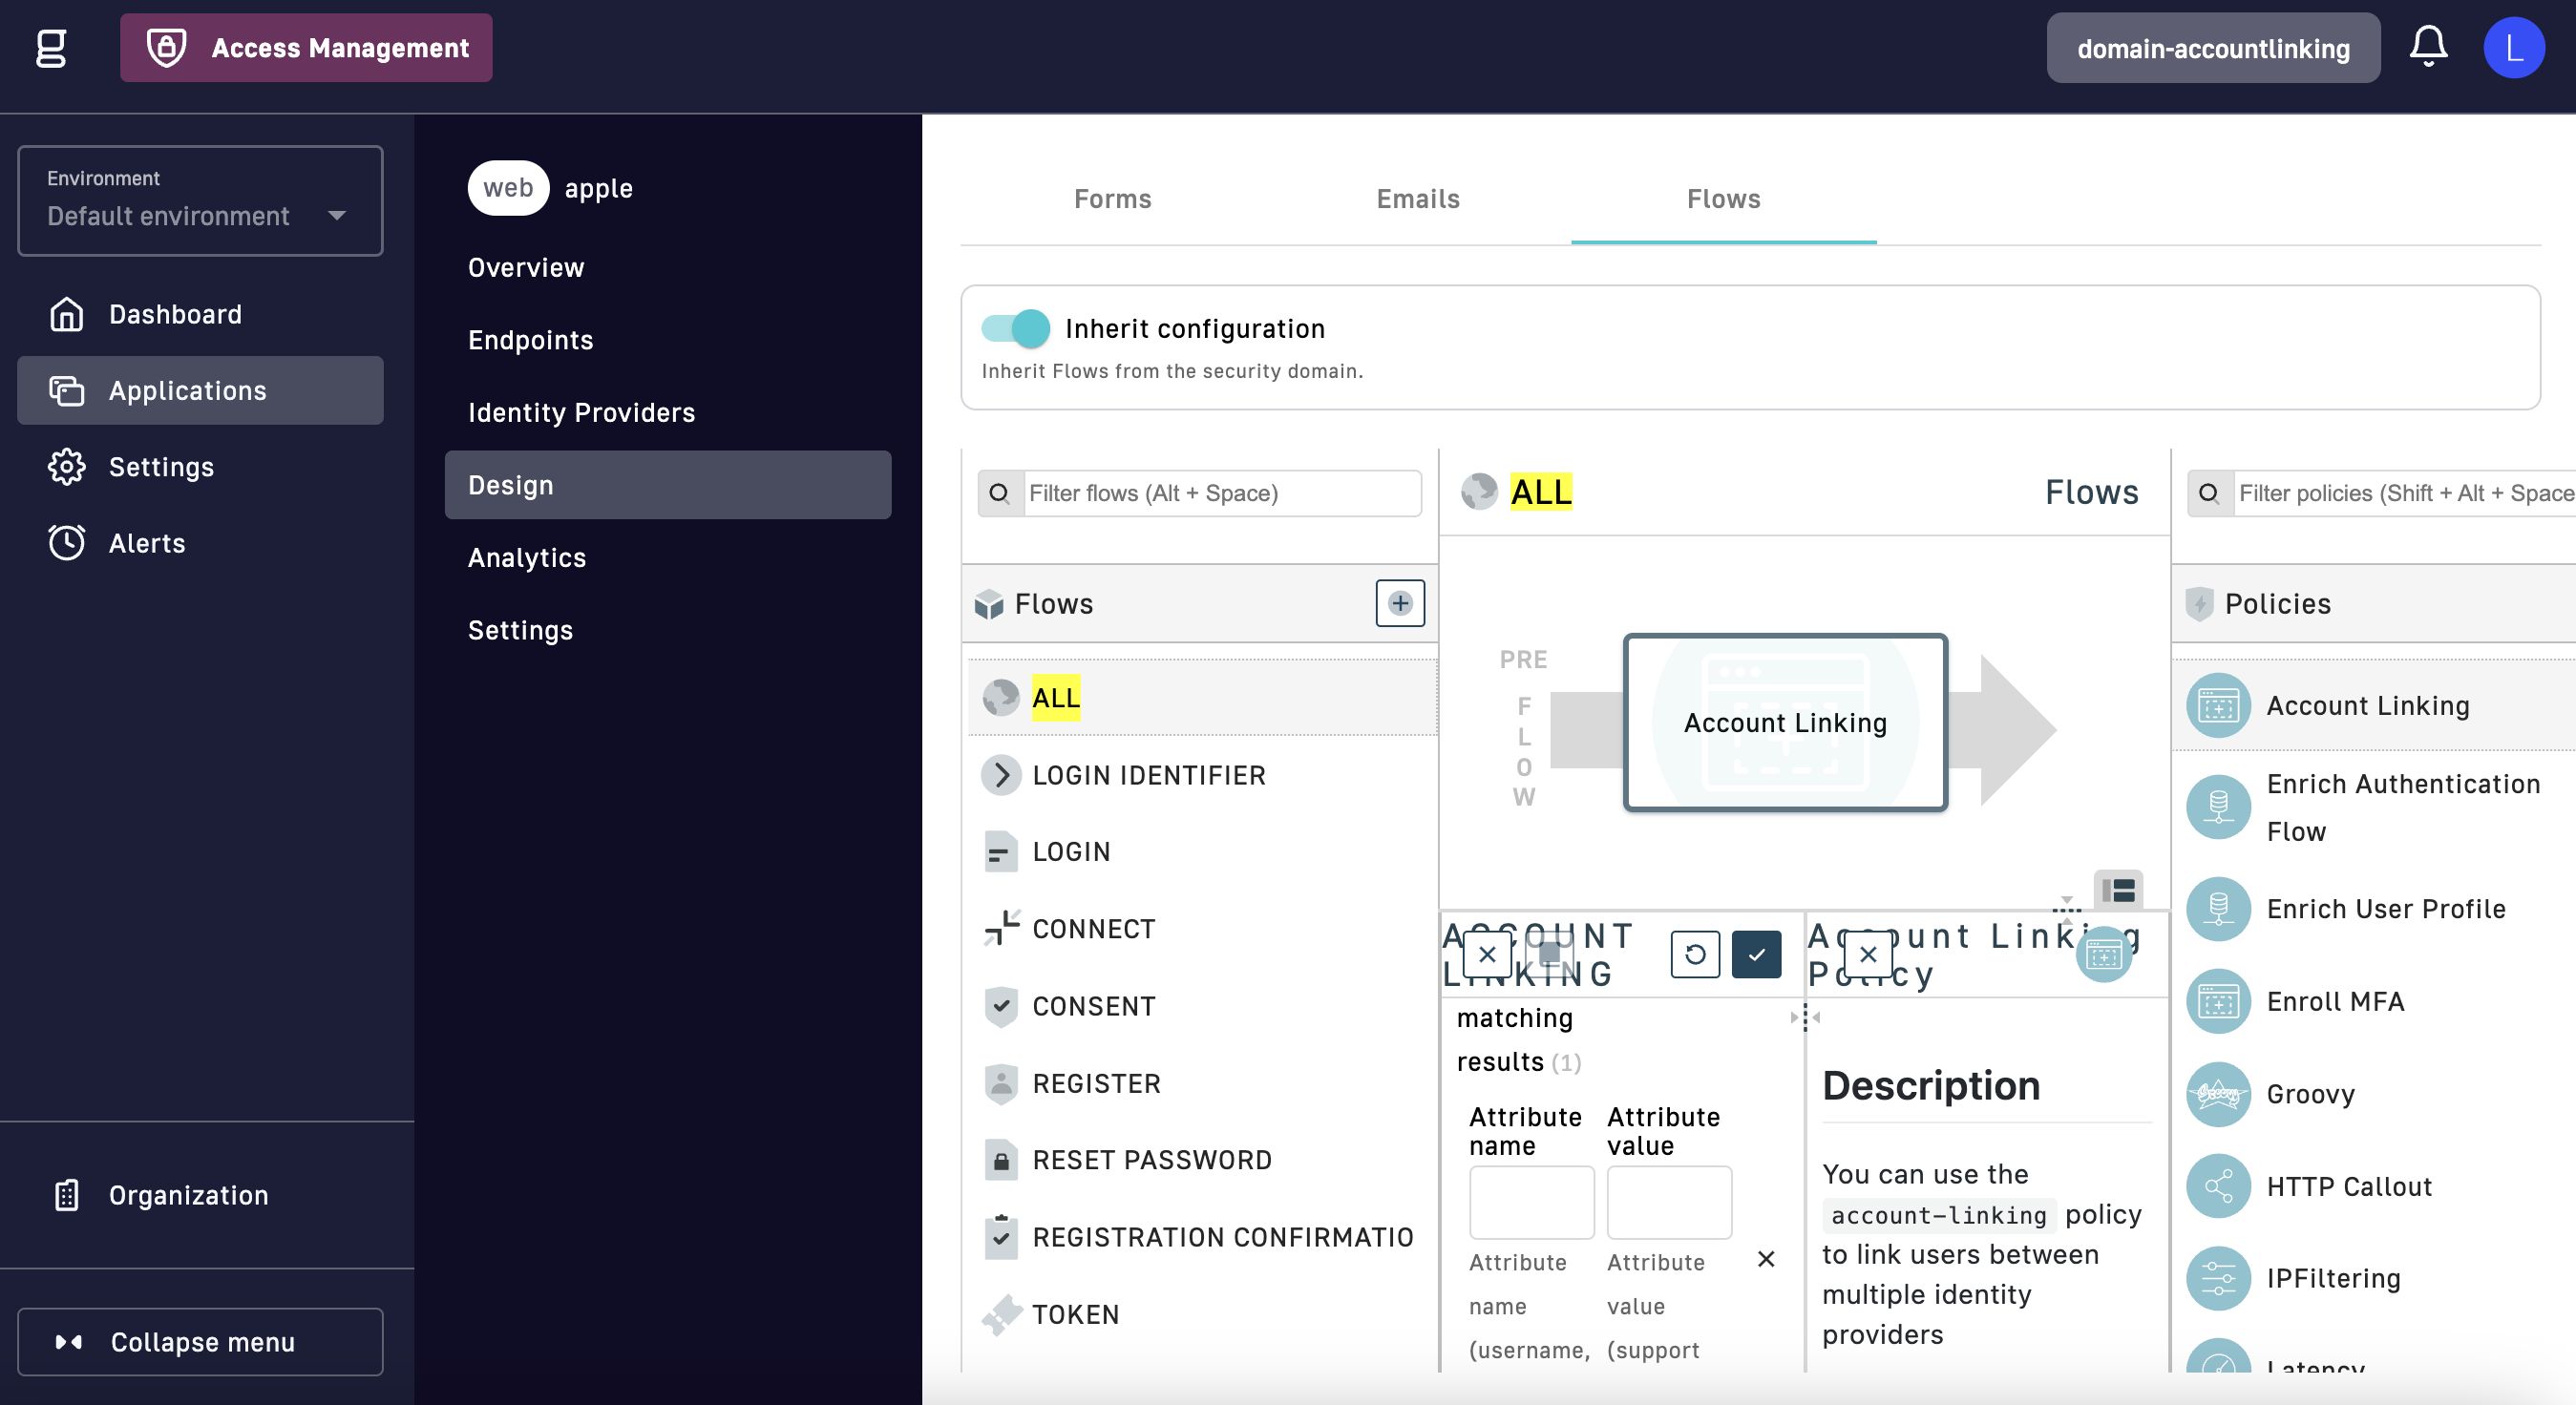 g
Access Management
domain-accountlinking
L
Environment
Default environment
Dashboard
Applications
Settings
Alerts
Organization
Collapse menu
web apple
Overview
Endpoints
Identity Providers
Design
Analytics
Settings
Forms
Emails
Flows
Inherit configuration
Inherit Flows from the security domain.
Filter flows (Alt + Space)
Flows
ALL
LOGIN IDENTIFIER
LOGIN
CONNECT
CONSENT
REGISTER
RESET PASSWORD
REGISTRATION CONFIRMATIO
TOKEN
ALL
Flows
PRE
FLOW
Account Linking
ACCOUNT
LINKING
matching
results (1)
Attribute
name
Attribute
value
Attribute
name
(username,
Attribute
value
(support
Account Linking
Policy
Description
You can use the
account-linking policy
to link users between
multiple identity
providers
Filter policies (Shift + Alt + Space
Policies
Account Linking
Enrich Authentication
Flow
Enrich User Profile
Enroll MFA
Groovy
Groovy
HTTP Callout
IPFiltering
Latency